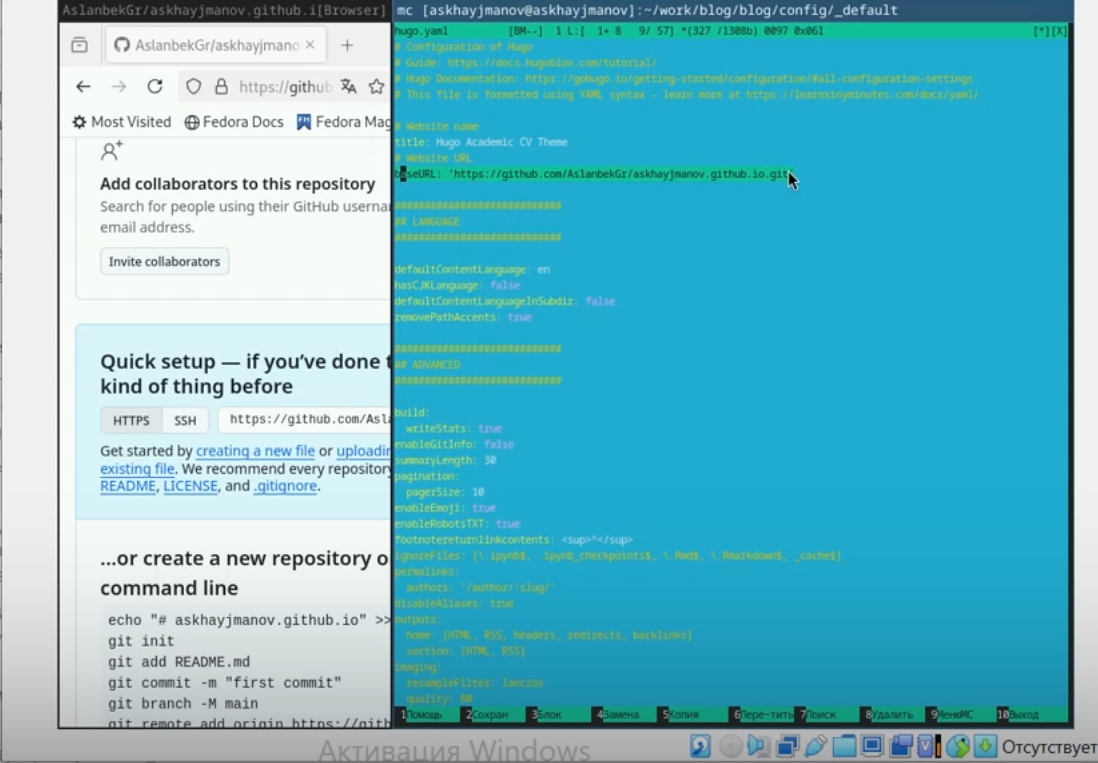 AslanbekGr/askhayjmanov.github.i[Browser]
AslanbekGr/askhayjmano
https://github
Most Visited
Fedora Docs
Fedora Mag
Add collaborators to this repository
Search for people using their GitHub userna
email address.
Invite collaborators
Quick setup — if you've done t
kind of thing before
HTTPS
SSH
https://github.com/Asla
Get started by creating a new file or uploadin
existing file. We recommend every repository
README, LICENSE, and .gitignore.
...or create a new repository o
command line
echo "# askhayjmanov.github.io" >>
git init
git add README.md
git commit -m "first commit"
git branch -M main
git remote add origin https://gith
mc [askhayjmanov@askhayjmanov]:~/work/blog/blog/config/_default
hugo.yaml [BM--] 1 L:[ 1+ 8 9/ 57] *(327 /1308b) 0097 0x061 [*][X]
# Configuration of Hugo
# Guide: https://docs.hugoblox.com/tutorial/
# Hugo Documentation: https://gohugo.io/getting-started/configuration/#all-configuration-settings
# This file is formatted using YAML syntax - learn more at https://learnxinyminutes.com/docs/yaml/
# Website name
title: Hugo Academic CV Theme
# Website URL
baseURL: 'https://github.com/AslanbekGr/askhayjmanov.github.io.git
############################
## LANGUAGE
############################
defaultContentLanguage: en
hasCJKLanguage: false
defaultContentLanguageInSubdir: false
removePathAccents: true
############################
## ADVANCED
############################
build:
writeStats: true
enableGitInfo: false
summaryLength: 30
pagination:
pagerSize: 10
enableEmoji: true
enableRobotsTXT: true
footnotereturnlinkcontents: <sup>^</sup>
ignoreFiles: [\.ipynb$, .ipynb_checkpoints$, \.Rmd$, \.Rmarkdown$, _cache$]
permalinks:
authors: '/author/:slug/'
disableAliases: true
outputs:
home: [HTML, RSS, headers, redirects, backlinks]
section: [HTML, RSS]
imaging:
resampleFilter: lanczos
quality: 80
1Помощь 2Сохран 3Блок 4Замена 5Копия 6Пере~тить 7Поиск 8Удалить 9МенюMC 10Выход
Активация Windows
Отсутствует